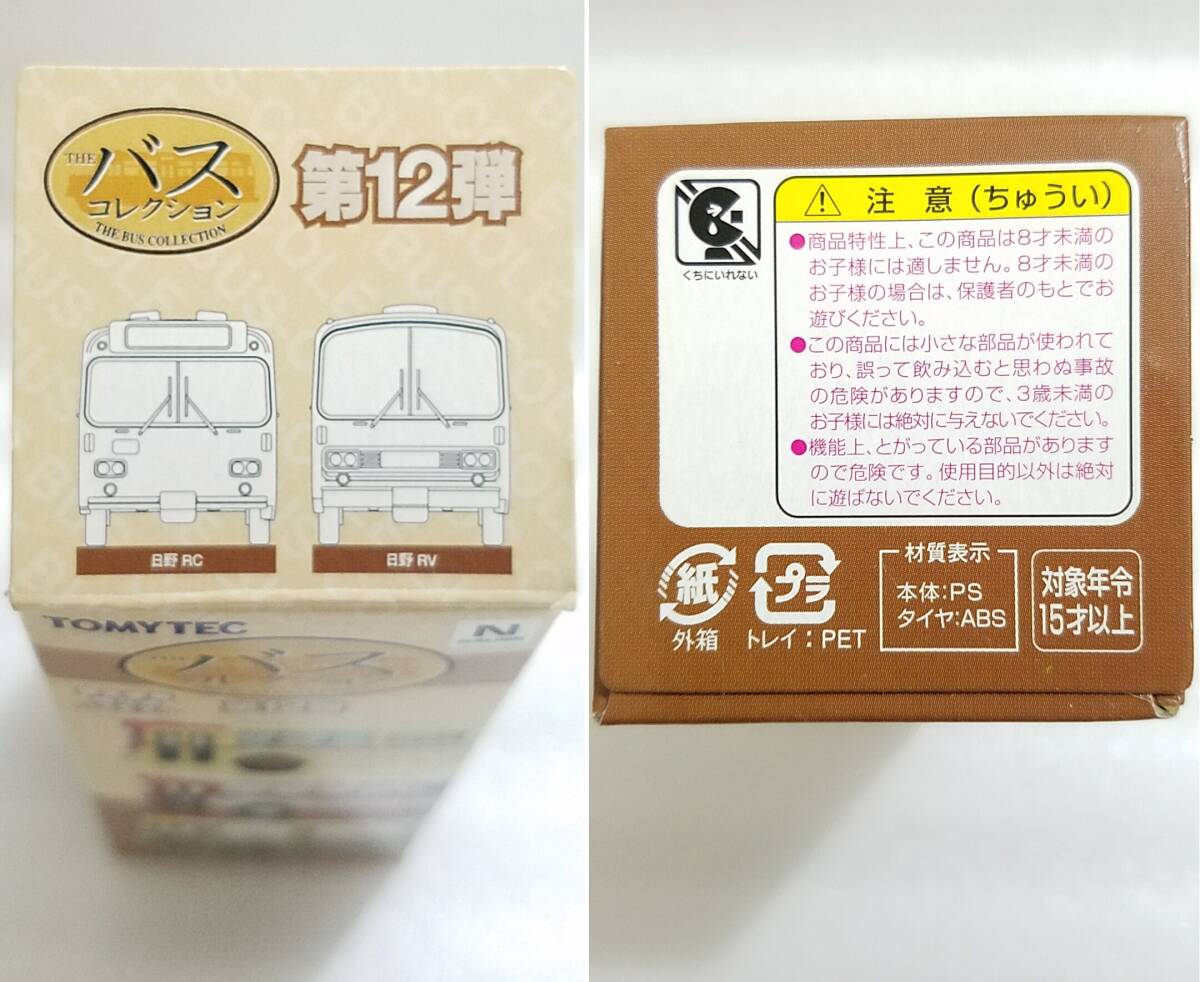 THE バス
コレクション
THE BUS COLLECTION
第12弾
日野 RC
日野 RV
TOMYTEC
N
バス
くちにいれない
注 意（ちゅうい）
●商品特性上、この商品は8才未満の
お子様には適しません。8才未満の
お子様の場合は、保護者のもとでお
遊びください。
●この商品には小さな部品が使われて
おり、誤って飲み込むと思わぬ事故
の危険がありますので、3歳未満の
お子様には絶対に与えないでください。
●機能上、とがっている部品があります
ので危険です。使用目的以外は絶対
に遊ばないでください。
紙
外箱
プラ
トレイ：PET
材質表示
本体:PS
タイヤ:ABS
対象年令
15才以上